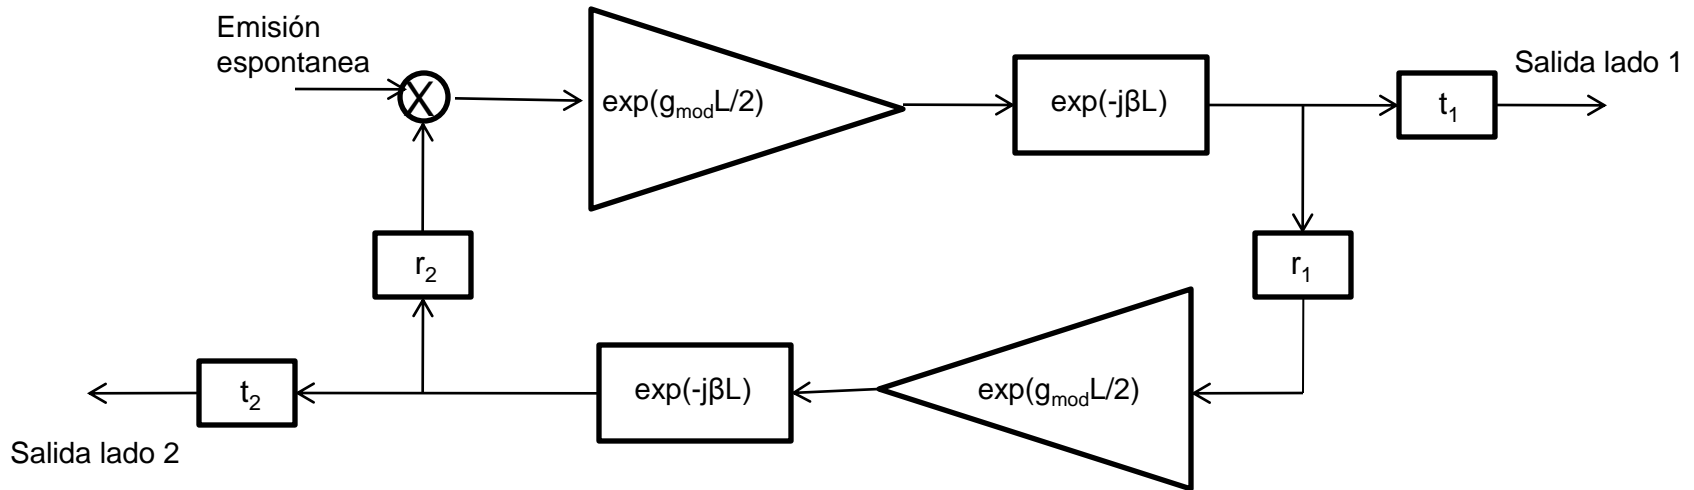 Emisión
espontanea
X
exp(gmodL/2)
exp(-jβL)
t1
Salida lado 1
r2
r1
t2
exp(-jβL)
exp(gmodL/2)
Salida lado 2